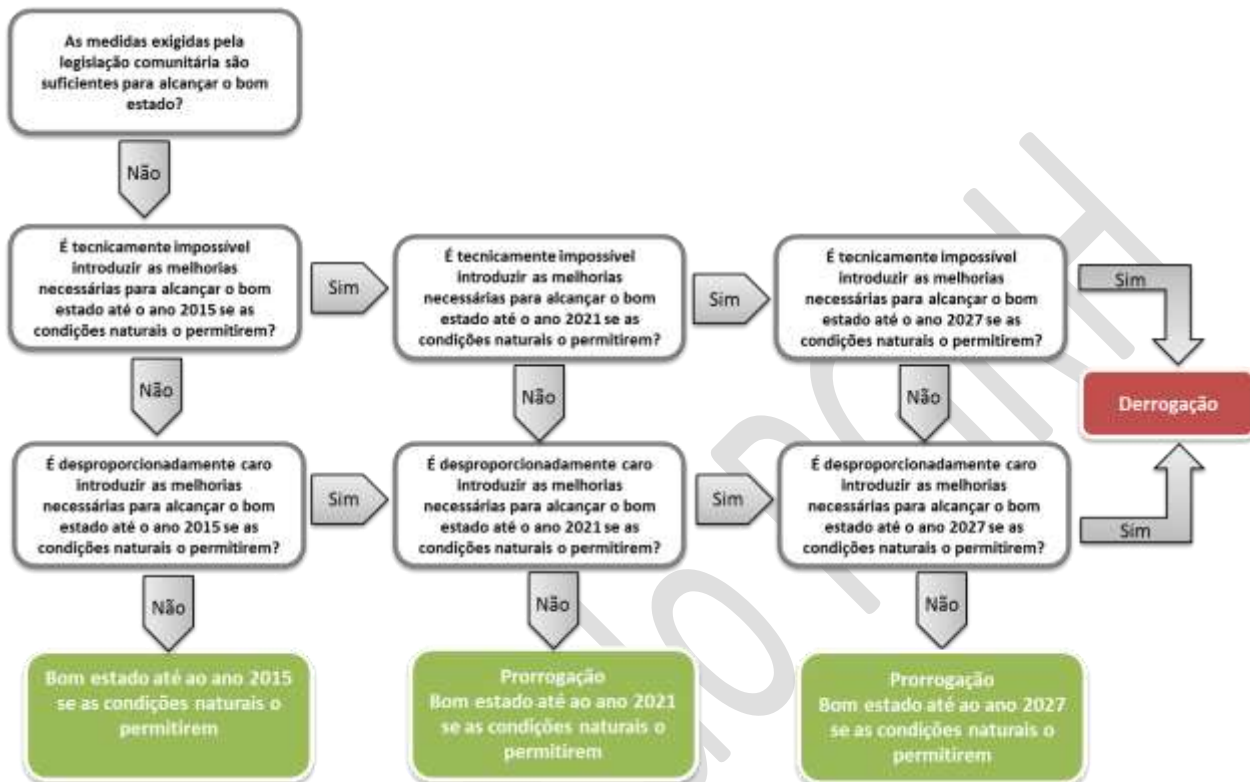 As medidas exigidas pela
legislação comunitária são
suficientes para alcançar o bom
estado?
Não
É tecnicamente impossível
introduzir as melhorias
necessárias para alcançar o bom
estado até o ano 2015 se as
condições naturais o permitirem?
Sim
É tecnicamente impossível
introduzir as melhorias
necessárias para alcançar o bom
estado até o ano 2021 se as
condições naturais o permitirem?
Sim
É tecnicamente impossível
introduzir as melhorias
necessárias para alcançar o bom
estado até o ano 2027 se as
condições naturais o permitirem?
Sim
Não
Não
Não
Derrogação
É desproporcionadamente caro
introduzir as melhorias
necessárias para alcançar o bom
estado até o ano 2015 se as
condições naturais o permitirem?
Sim
É desproporcionadamente caro
introduzir as melhorias
necessárias para alcançar o bom
estado até o ano 2021 se as
condições naturais o permitirem?
Sim
É desproporcionadamente caro
introduzir as melhorias
necessárias para alcançar o bom
estado até o ano 2027 se as
condições naturais o permitirem?
Sim
Não
Não
Não
Bom estado até ao ano 2015
se as condições naturais o
permitirem
Prorrogação
Bom estado até ao ano 2021
se as condições naturais o
permitirem
Prorrogação
Bom estado até ao ano 2027
se as condições naturais o
permitirem